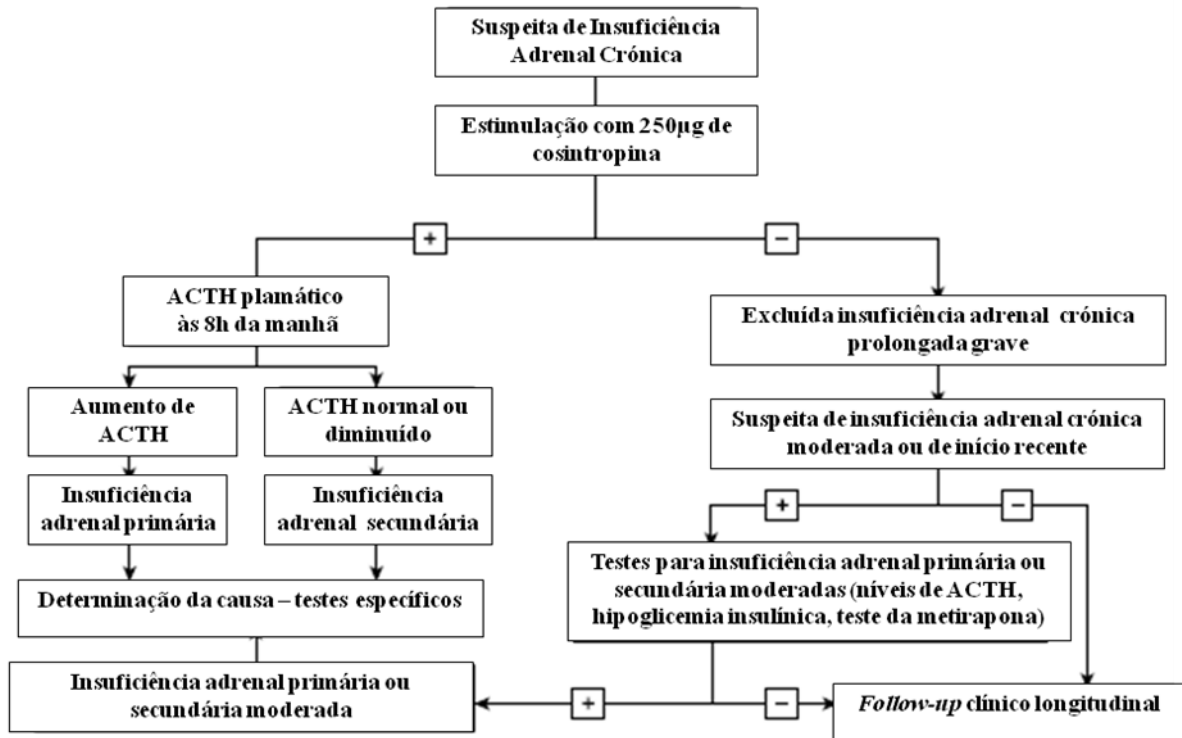 Suspeita de Insuficiência
Adrenal Crónica
Estimulação com 250µg de
cosintropina
+
−
ACTH plamático
às 8h da manhã
Excluída insuficiência adrenal crónica
prolongada grave
Aumento de
ACTH
ACTH normal ou
diminuído
Suspeita de insuficiência adrenal crónica
moderada ou de início recente
Insuficiência
adrenal primária
Insuficiência
adrenal secundária
+
−
Testes para insuficiência adrenal primária ou
secundária moderadas (níveis de ACTH,
hipoglicemia insulínica, teste da metirapona)
Determinação da causa – testes específicos
Insuficiência adrenal primária ou
secundária moderada
+
−
Follow-up clínico longitudinal